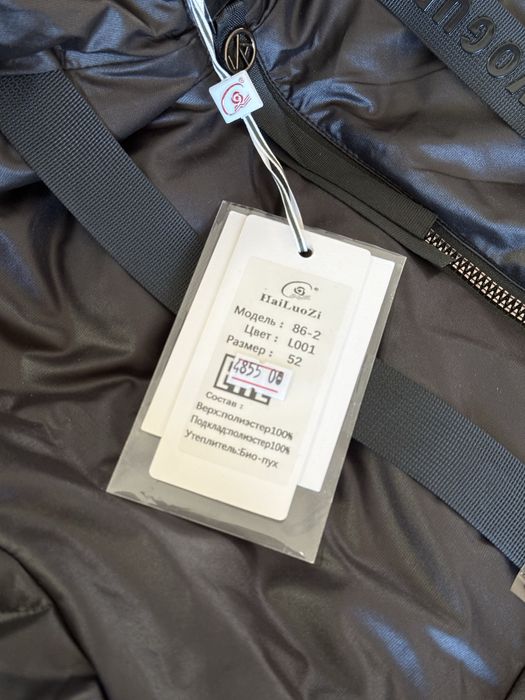 HaiLuoZi
Модель: 86-2
Цвет: L001
Размер: 52
4855 00
Состав:
Верх:полиэстер100%
Подклад:полиэстер100%
Утеплитель:Био-пух